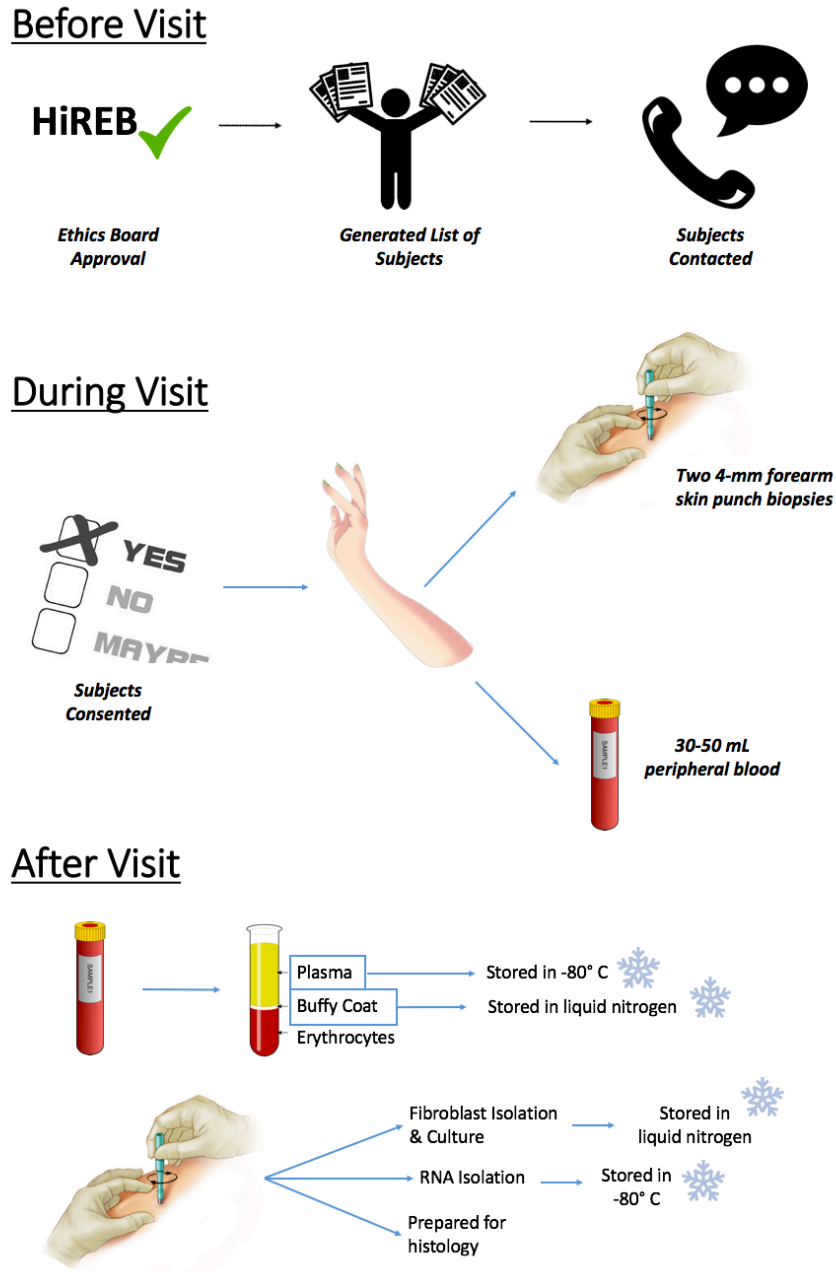 Before Visit
HiREB
Ethics Board
Approval
Generated List of
Subjects
Subjects
Contacted
During Visit
YES
NO
MAYBE
Subjects
Consented
Two 4-mm forearm
skin punch biopsies
SAMPLE1
30-50 mL
peripheral blood
After Visit
SAMPLE1
Plasma
Stored in -80° C
Buffy Coat
Stored in liquid nitrogen
Erythrocytes
Fibroblast Isolation
& Culture
Stored in
liquid nitrogen
RNA Isolation
Stored in
-80° C
Prepared for
histology